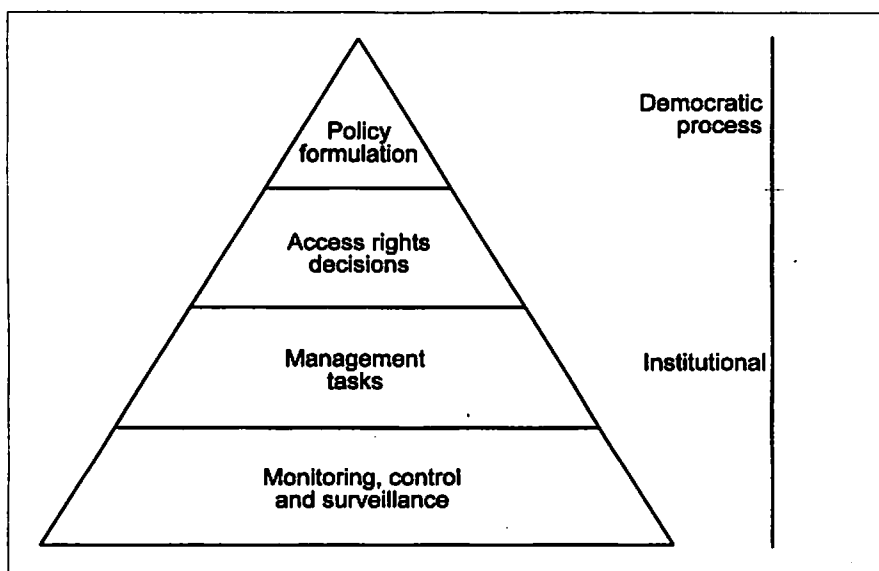 Policy
formulation
Democratic
process
Access rights
decisions
Management
tasks
Institutional
Monitoring, control
and surveillance